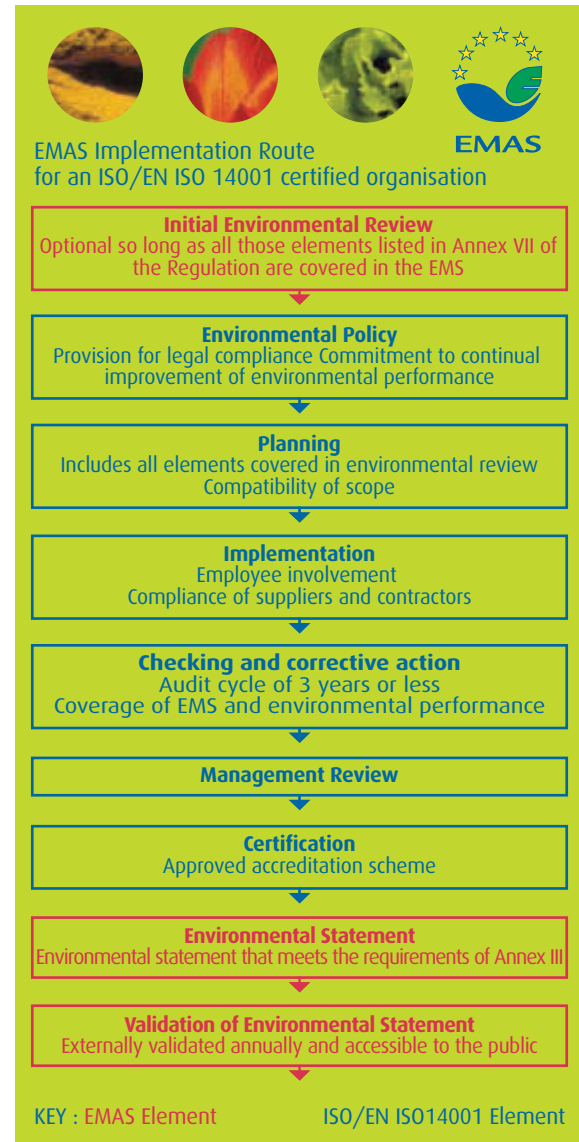 EMAS
EMAS Implementation Route
for an ISO/EN ISO 14001 certified organisation
Initial Environmental Review
Optional so long as all those elements listed in Annex VII of
the Regulation are covered in the EMS
Environmental Policy
Provision for legal compliance Commitment to continual
improvement of environmental performance
Planning
Includes all elements covered in environmental review
Compatibility of scope
Implementation
Employee involvement
Compliance of suppliers and contractors
Checking and corrective action
Audit cycle of 3 years or less
Coverage of EMS and environmental performance
Management Review
Certification
Approved accreditation scheme
Environmental Statement
Environmental statement that meets the requirements of Annex III
Validation of Environmental Statement
Externally validated annually and accessible to the public
KEY : EMAS Element ISO/EN ISO14001 Element